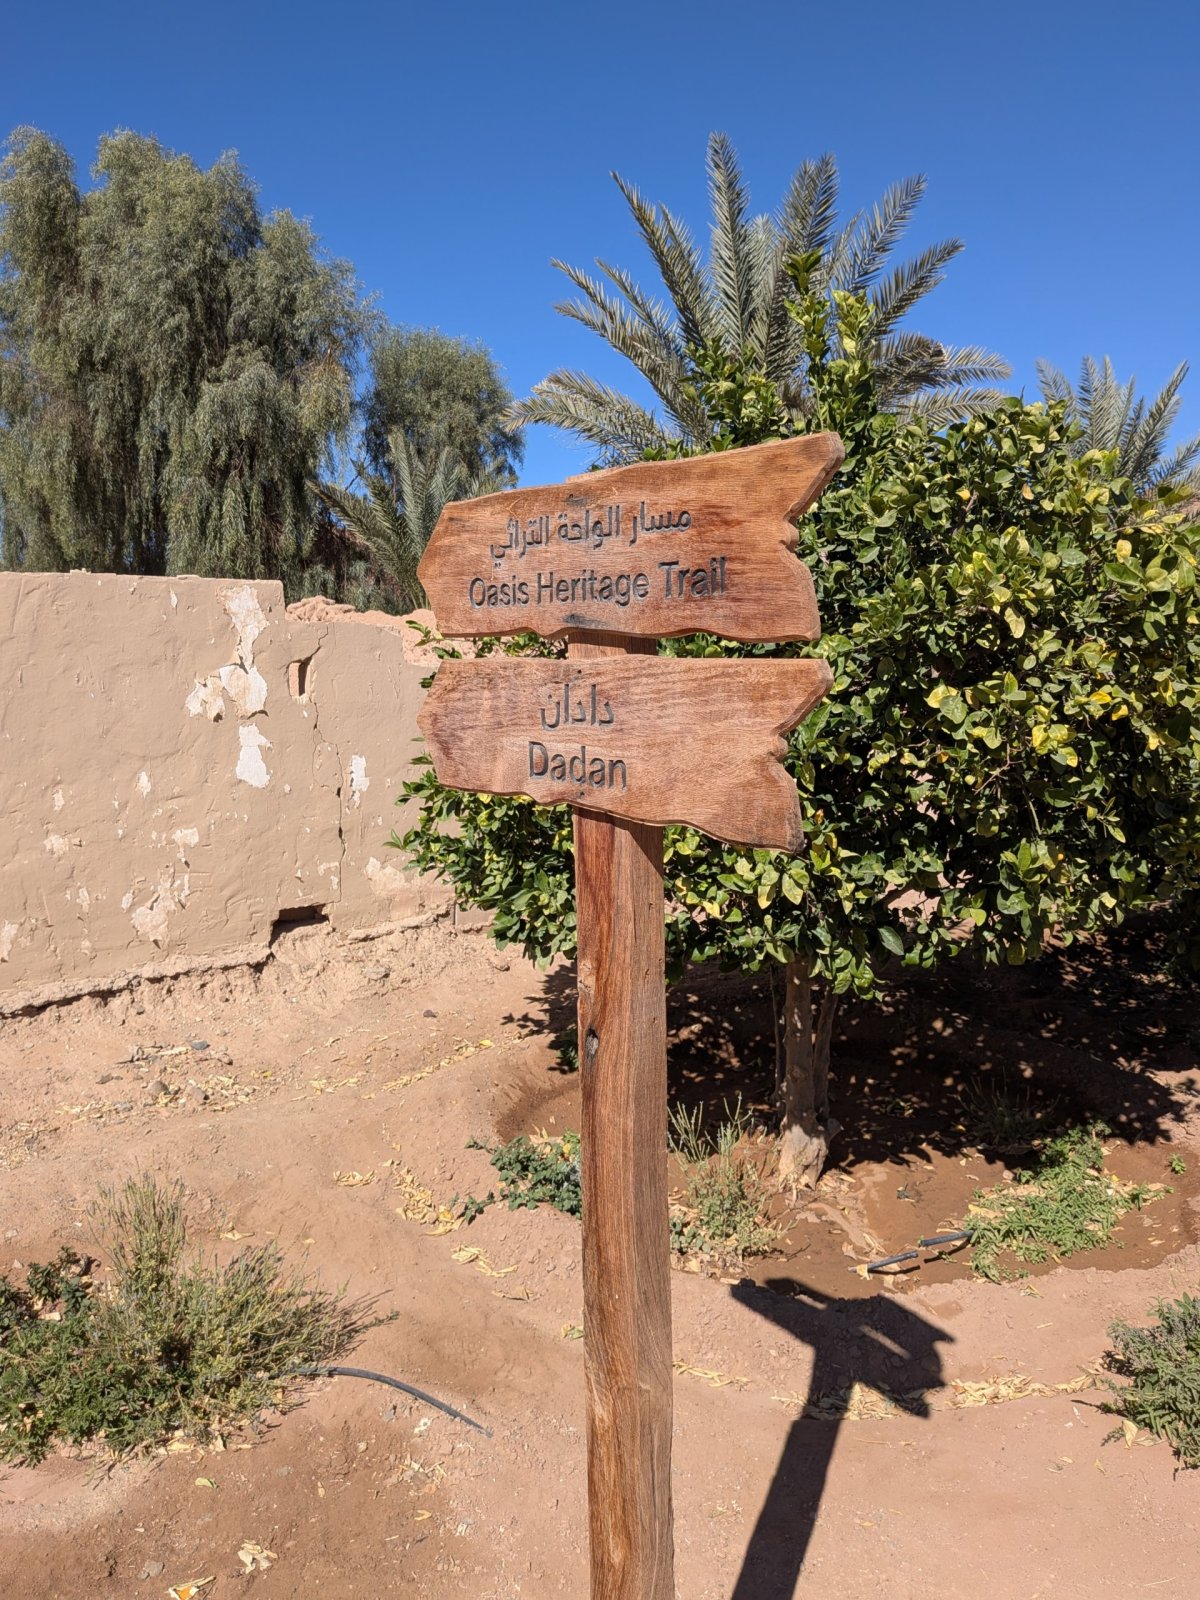 مسار الواحة التراثي
Oasis Heritage Trail
دادان
Dadan